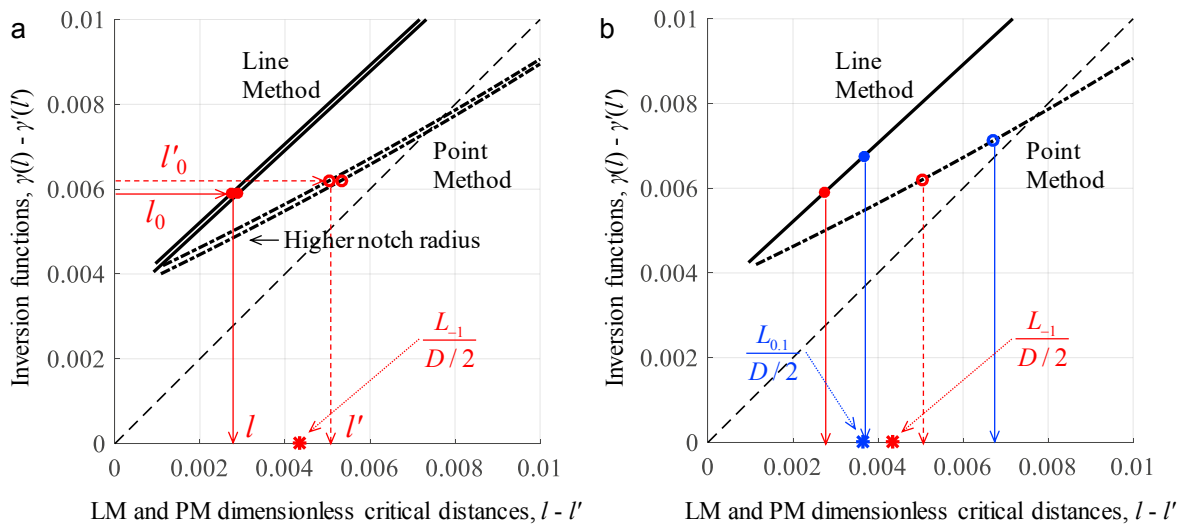 a
0.01
0.008
0.006
0.004
0.002
0
0
0.002
0.004
0.006
0.008
0.01
Inversion functions, γ(l) - γ′(l′)
Line
Method
Point
Method
l′0
l0
Higher notch radius
L−1
D / 2
l
l′
LM and PM dimensionless critical distances, l - l′
b
0.01
0.008
0.006
0.004
0.002
0
0
0.002
0.004
0.006
0.008
0.01
Inversion functions, γ(l) - γ′(l′)
Line
Method
Point
Method
L0.1
D / 2
L−1
D / 2
LM and PM dimensionless critical distances, l - l′